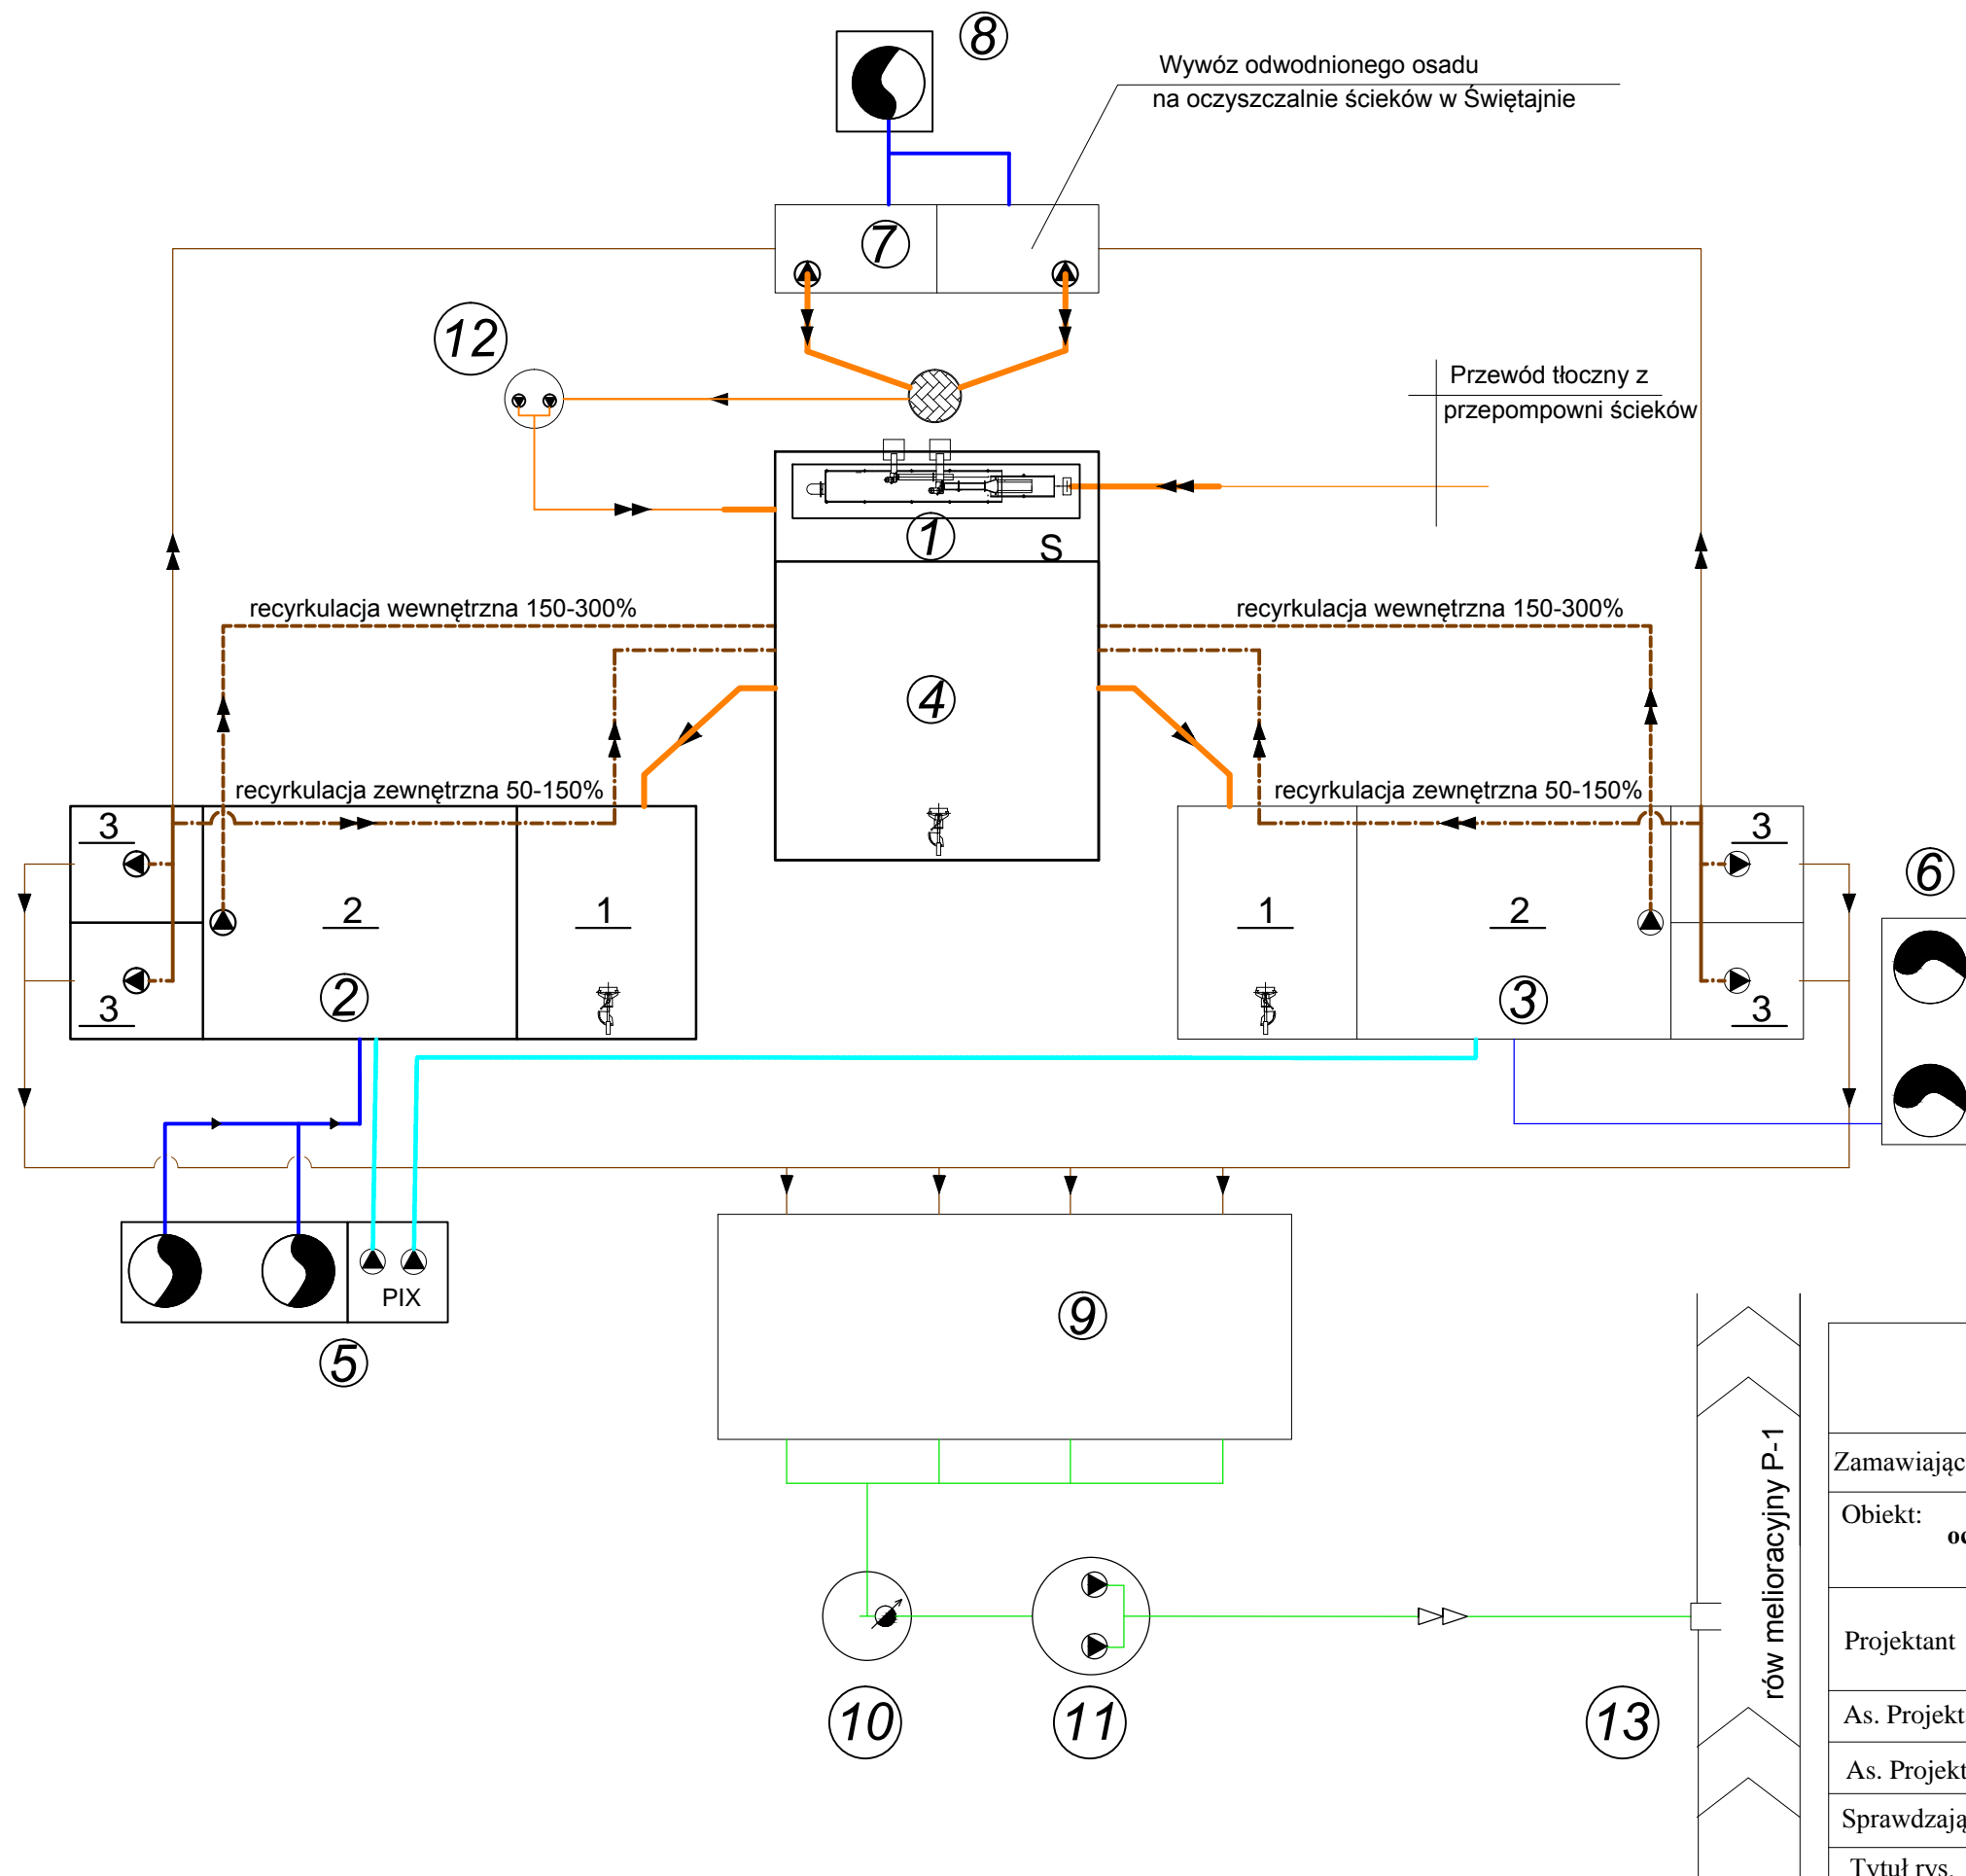 8
Wywóz odwodnionego osadu
na oczyszczalnie ścieków w Świętajnie
7
12
Przewód tłoczny z
przepompowni ścieków
1
S
recyrkulacja wewnętrzna 150-300%
recyrkulacja wewnętrzna 150-300%
4
recyrkulacja zewnętrzna 50-150%
recyrkulacja zewnętrzna 50-150%
3
3
6
2
1
1
2
2
3
3
3
PIX
5
9
rów melioracyjny P-1
Zamawiając
Obiekt:
oc
Projektant
10
11
13
As. Projekt
As. Projekt
Sprawdzają
Tytuł rys.